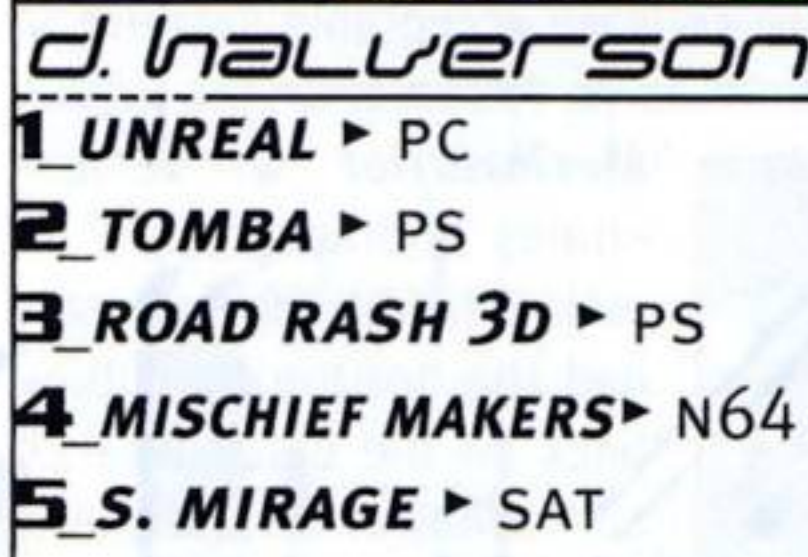 d. halverson
1_UNREAL ► PC
2_TOMBA ► PS
3_ROAD RASH 3D ► PS
4_MISCHIEF MAKERS► N64
5_S. MIRAGE ► SAT